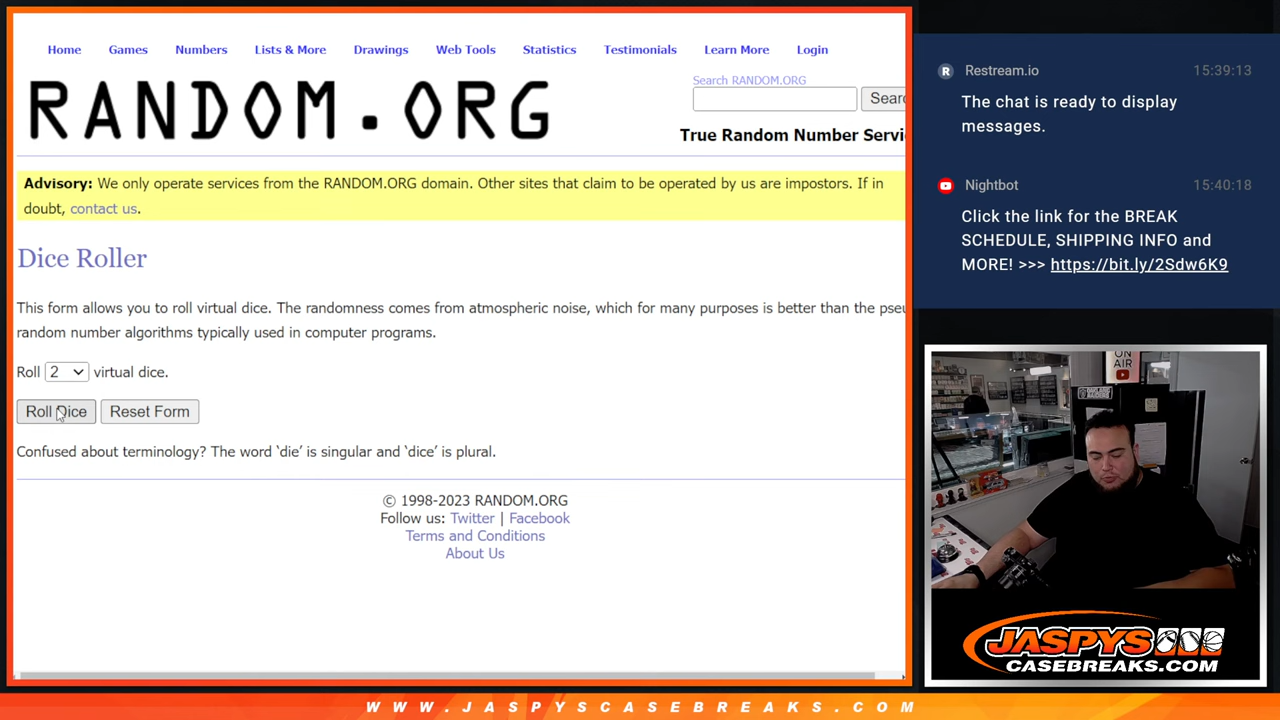 Home Games Numbers Lists & More Drawings Web Tools Statistics Testimonials Learn More Login
RANDOM.ORG
Search RANDOM.ORG
Searc
True Random Number Servi
Advisory: We only operate services from the RANDOM.ORG domain. Other sites that claim to be operated by us are impostors. If in
doubt, contact us.
Dice Roller
This form allows you to roll virtual dice. The randomness comes from atmospheric noise, which for many purposes is better than the pseu
random number algorithms typically used in computer programs.
Roll 2 virtual dice.
Roll Dice Reset Form
Confused about terminology? The word ‘die’ is singular and ‘dice’ is plural.
© 1998-2023 RANDOM.ORG
Follow us: Twitter | Facebook
Terms and Conditions
About Us
R Restream.io 15:39:13
The chat is ready to display
messages.
Nightbot 15:40:18
Click the link for the BREAK
SCHEDULE, SHIPPING INFO and
MORE! >>> https://bit.ly/2Sdw6K9
ON
AIR
JASPYS
CASEBREAKS.COM
WWW.JASPYSCASEBREAKS.COM